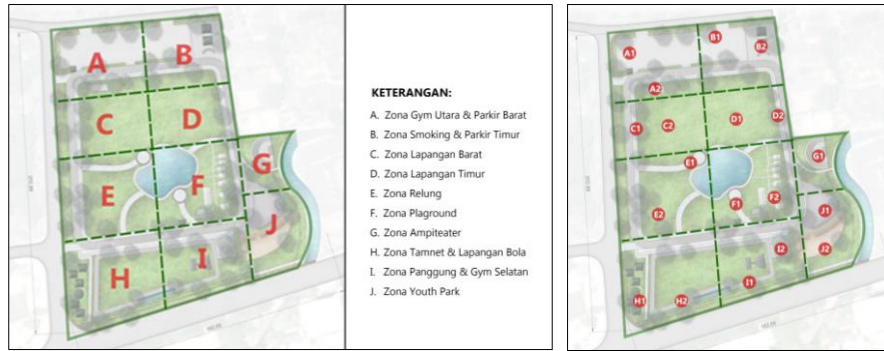 A
B
C
D
E
F
G
H
I
J
KETERANGAN:
A. Zona Gym Utara & Parkir Barat
B. Zona Smoking & Parkir Timur
C. Zona Lapangan Barat
D. Zona Lapangan Timur
E. Zona Relung
F. Zona Plaground
G. Zona Ampiteater
H. Zona Tamnet & Lapangan Bola
I. Zona Panggung & Gym Selatan
J. Zona Youth Park
A1
B1
B2
A2
C1
C2
D1
D2
E1
G1
E2
F1
F2
J1
I2
J2
I1
H1
H2